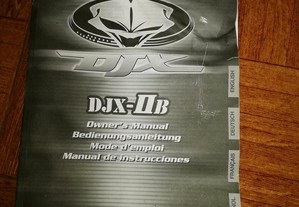 DJX
DJX-IIB
Owner's Manual
Bedienungsanleitung
Mode d'emploi
Manual de instrucciones
ENGLISH
DEUTSCH
FRANÇAIS